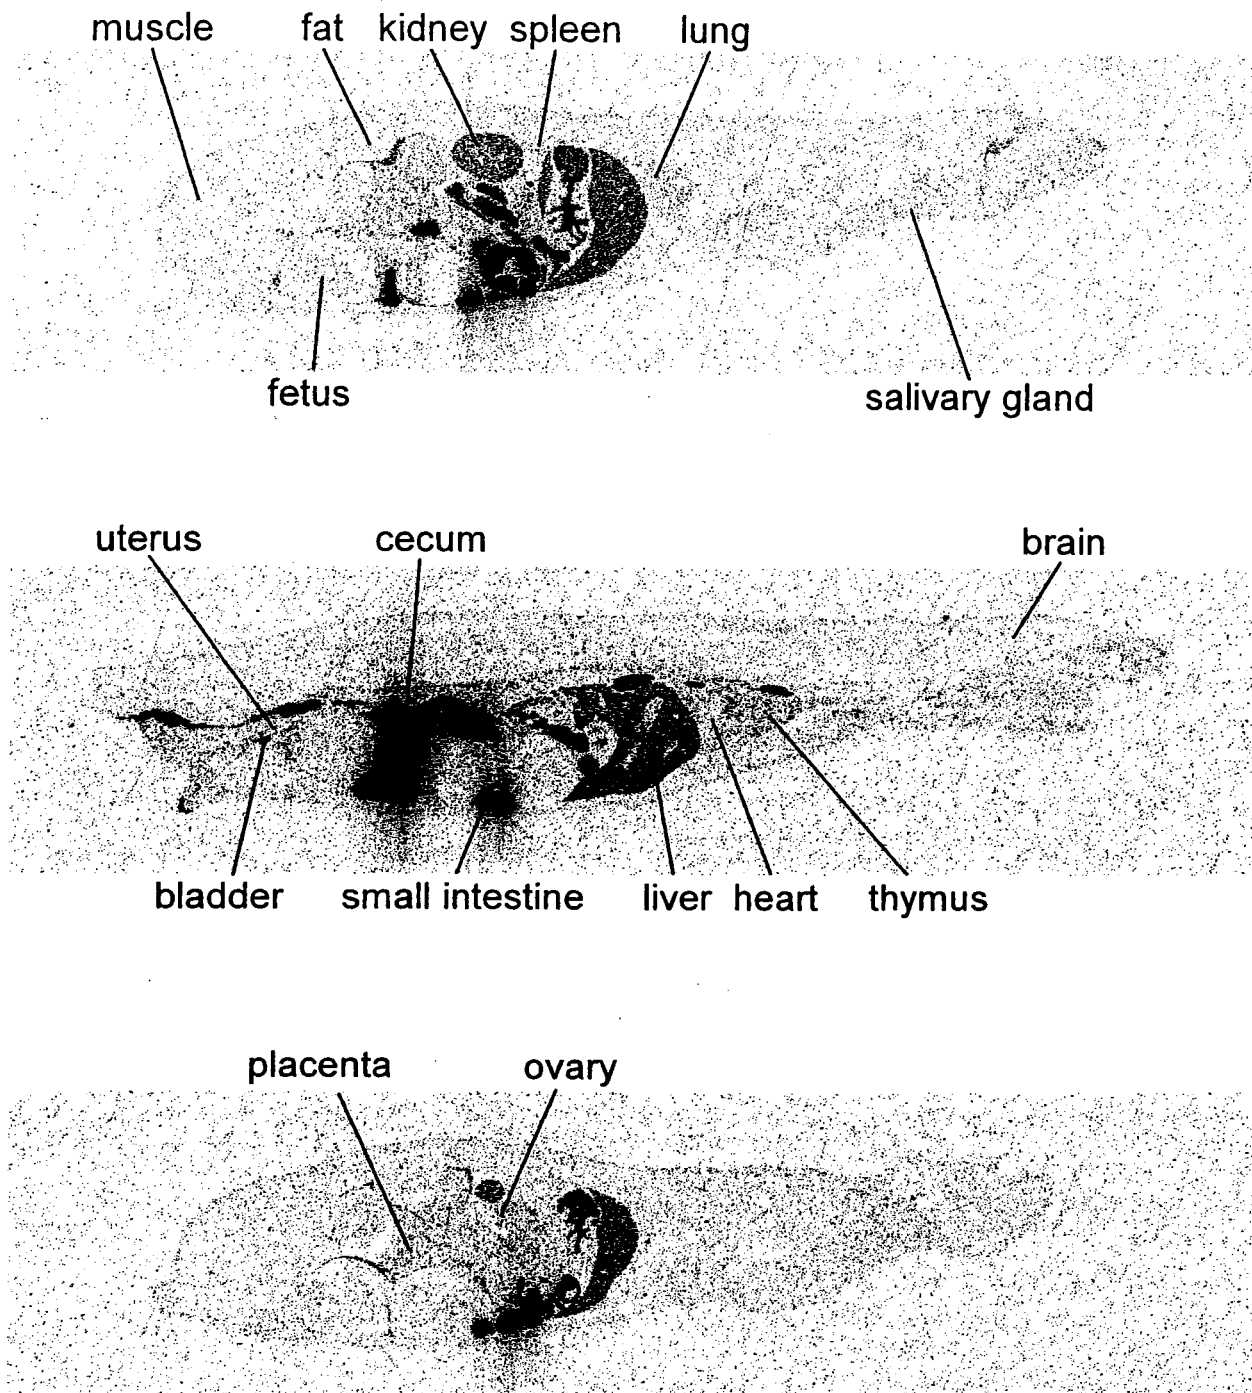 muscle fat kidney spleen lung
fetus salivary gland
uterus cecum brain
bladder small intestine liver heart thymus
placenta ovary